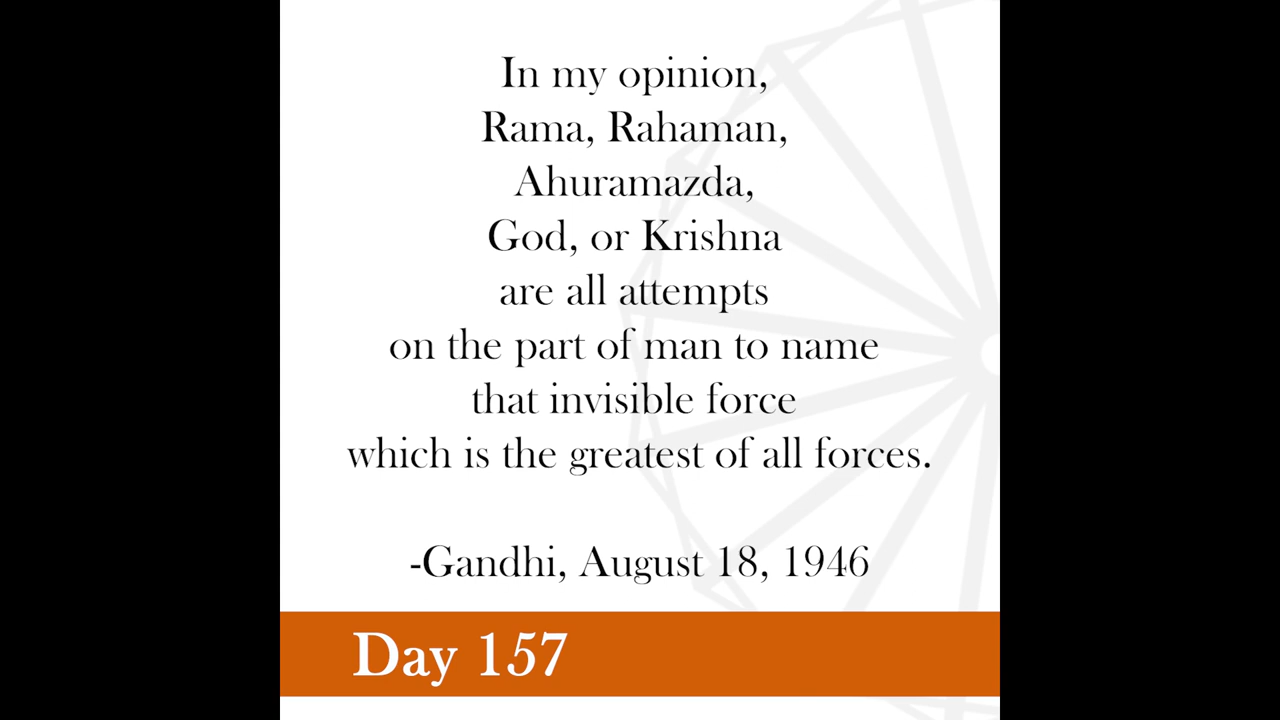 In my opinion,
Rama, Rahaman,
Ahuramazda,
God, or Krishna
are all attempts
on the part of man to name
that invisible force
which is the greatest of all forces.
-Gandhi, August 18, 1946
Day 157